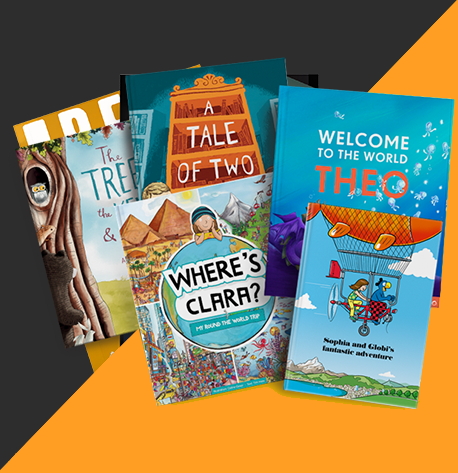 The
TREE
the
&
A
TALE
OF TWO
WELCOME
TO THE WORLD
THEO
WHERE'S
CLARA?
MY ROUND THE WORLD TRIP
Sophia and Globi's
fantastic adventure